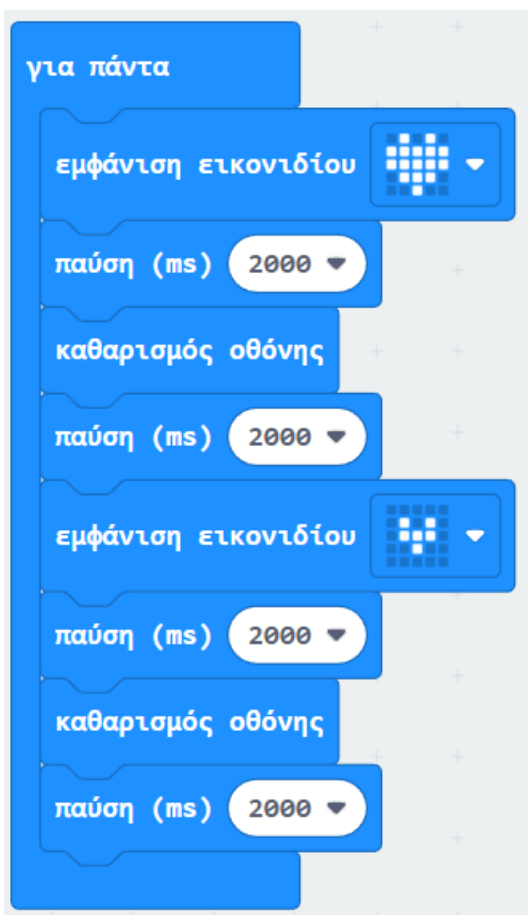 για πάντα
εμφάνιση εικονιδίου
παύση (ms) 2000
καθαρισμός οθόνης
παύση (ms) 2000
εμφάνιση εικονιδίου
παύση (ms) 2000
καθαρισμός οθόνης
παύση (ms) 2000